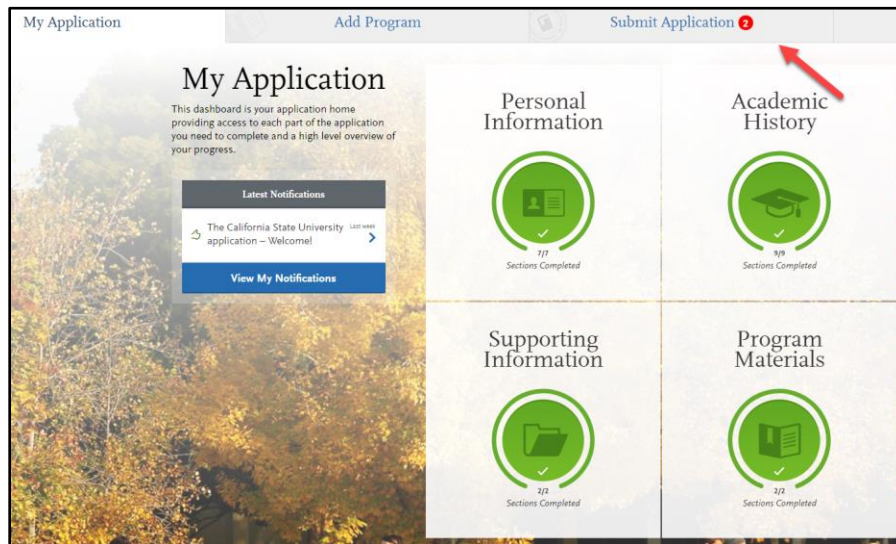 My Application
Add Program
Submit Application 2
My Application
This dashboard is your application home
providing access to each part of the application
you need to complete and a high level overview of
your progress.
Latest Notifications
The California State University
Last week
application – Welcome!
View My Notifications
Personal
Information
7/7
Sections Completed
Academic
History
9/9
Sections Completed
Supporting
Information
2/2
Sections Completed
Program
Materials
2/2
Sections Completed